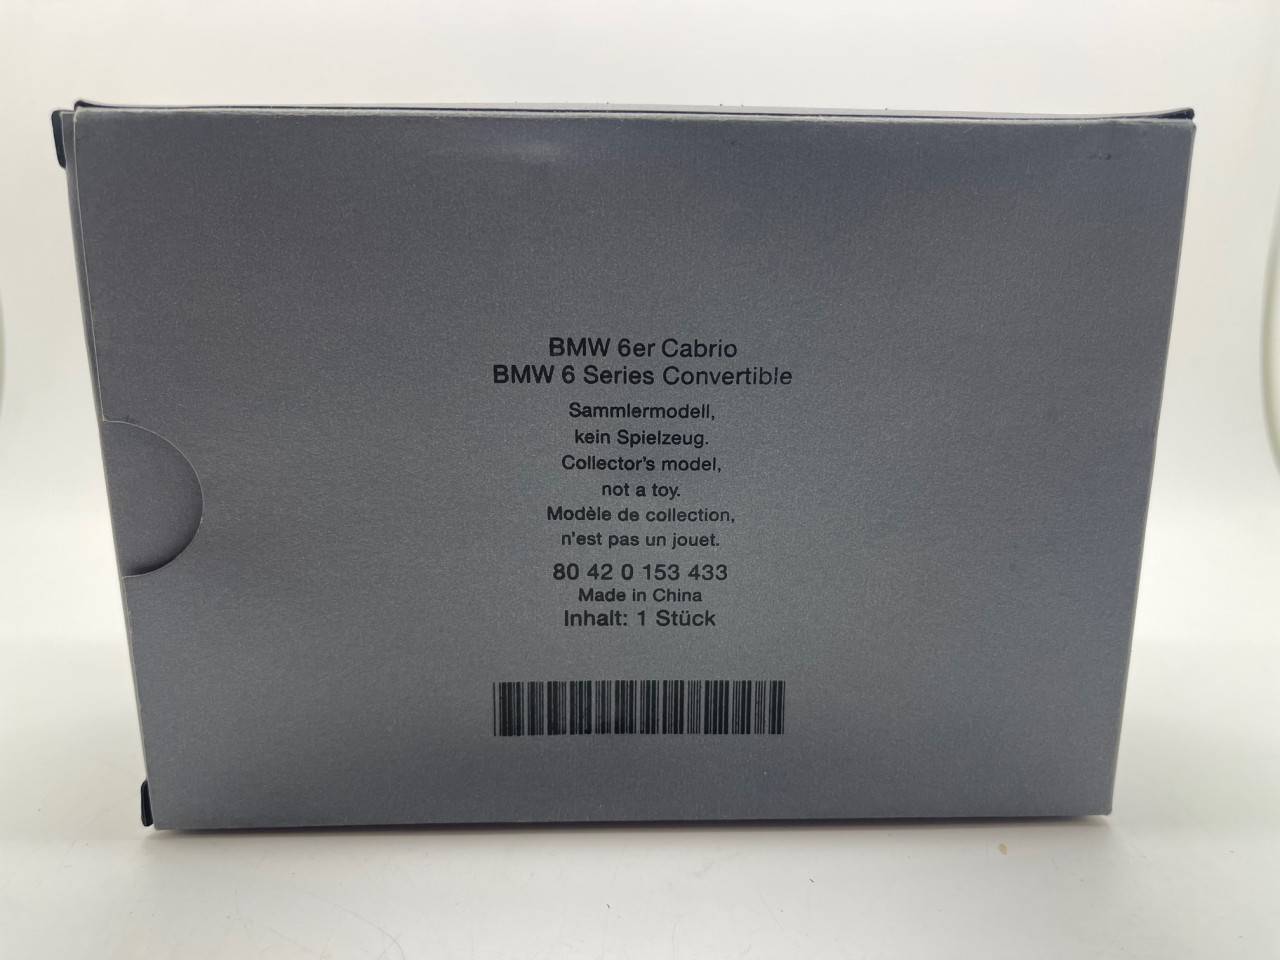 BMW 6er Cabrio
BMW 6 Series Convertible
Sammlermodell,
kein Spielzeug.
Collector's model,
not a toy.
Modèle de collection,
n'est pas un jouet.
80 42 0 153 433
Made in China
Inhalt: 1 Stück